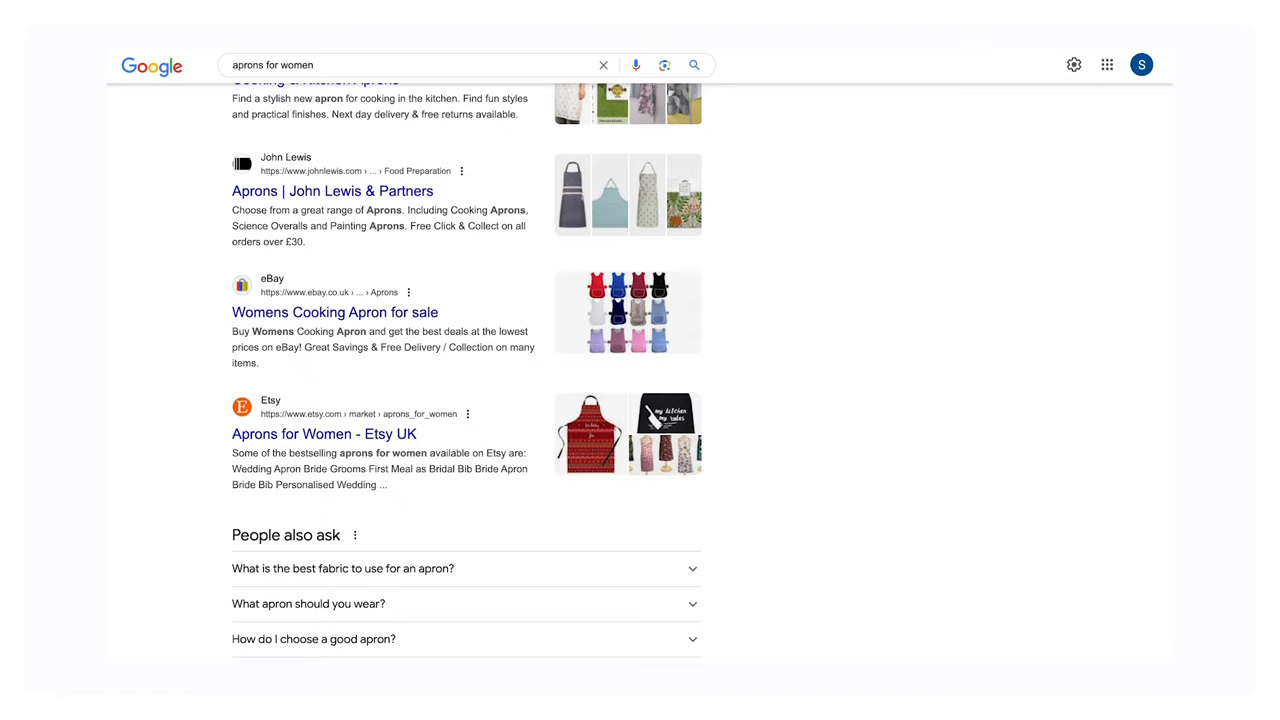 Google
aprons for women
S
Cooking & Kitchen Aprons
Find a stylish new apron for cooking in the kitchen. Find fun styles
and practical finishes. Next day delivery & free returns available.
John Lewis
https://www.johnlewis.com › ... › Food Preparation
Aprons | John Lewis & Partners
Choose from a great range of Aprons. Including Cooking Aprons,
Science Overalls and Painting Aprons. Free Click & Collect on all
orders over £30.
eBay
https://www.ebay.co.uk › ... › Aprons
Womens Cooking Apron for sale
Buy Womens Cooking Apron and get the best deals at the lowest
prices on eBay! Great Savings & Free Delivery / Collection on many
items.
E
Etsy
https://www.etsy.com › market › aprons_for_women
Aprons for Women - Etsy UK
Some of the bestselling aprons for women available on Etsy are:
Wedding Apron Bride Grooms First Meal as Bridal Bib Bride Apron
Bride Bib Personalised Wedding ...
my kitchen
my rules
People also ask
What is the best fabric to use for an apron?
What apron should you wear?
How do I choose a good apron?